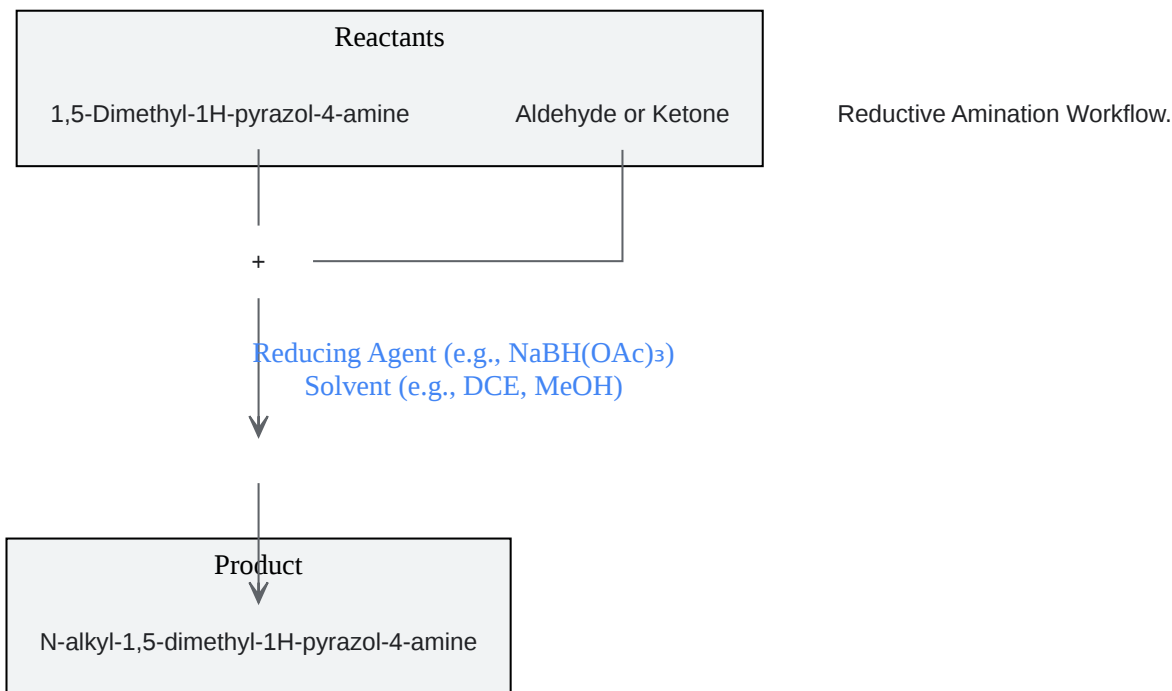 Reactants
1,5-Dimethyl-1H-pyrazol-4-amine
Aldehyde or Ketone
Reductive Amination Workflow.
+
Reducing Agent (e.g., NaBH(OAc)₃)
Solvent (e.g., DCE, MeOH)
Product
N-alkyl-1,5-dimethyl-1H-pyrazol-4-amine